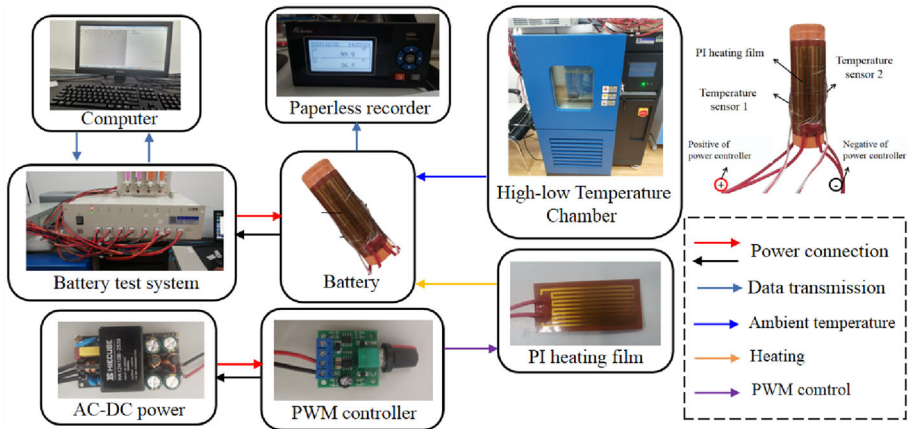 Computer
Paperless recorder
Battery test system
Battery
High-low Temperature
Chamber
AC-DC power
HIECUBE
PWM controller
PI heating film
PI heating film
Temperature
sensor 2
Temperature
sensor 1
Positive of
power controller
Negative of
power controller
+
-
Power connection
Data transmission
Ambient temperature
Heating
PWM comtrol